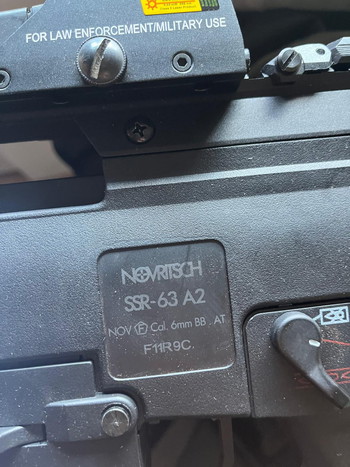 FOR LAW ENFORCEMENT/MILITARY USE
NOVRITSCH
SSR-63 A2
NOV Ⓕ Cal. 6mm BB . AT
F11R9C.